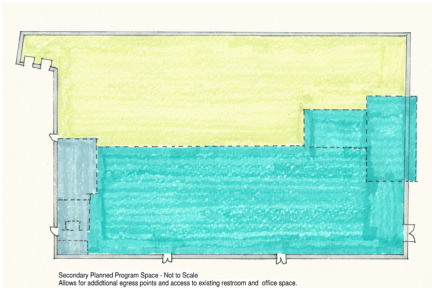 Secondary Planned Program Space - Not to Scale
Allows for addidtional egress points and access to existing restroom and office space.